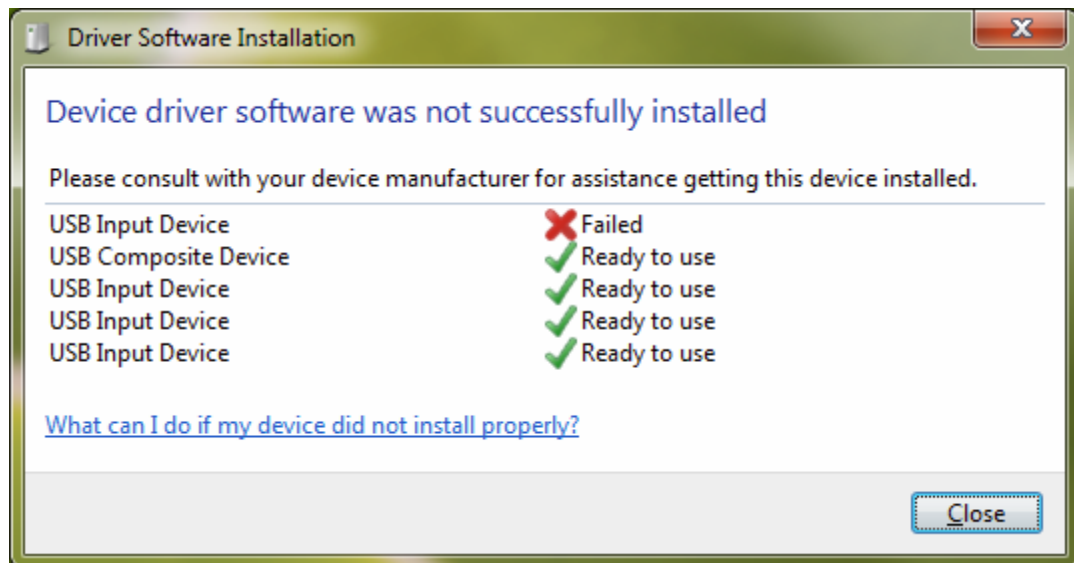 Driver Software Installation
Device driver software was not successfully installed
Please consult with your device manufacturer for assistance getting this device installed.
USB Input Device Failed
USB Composite Device Ready to use
USB Input Device Ready to use
USB Input Device Ready to use
USB Input Device Ready to use
What can I do if my device did not install properly?
Close